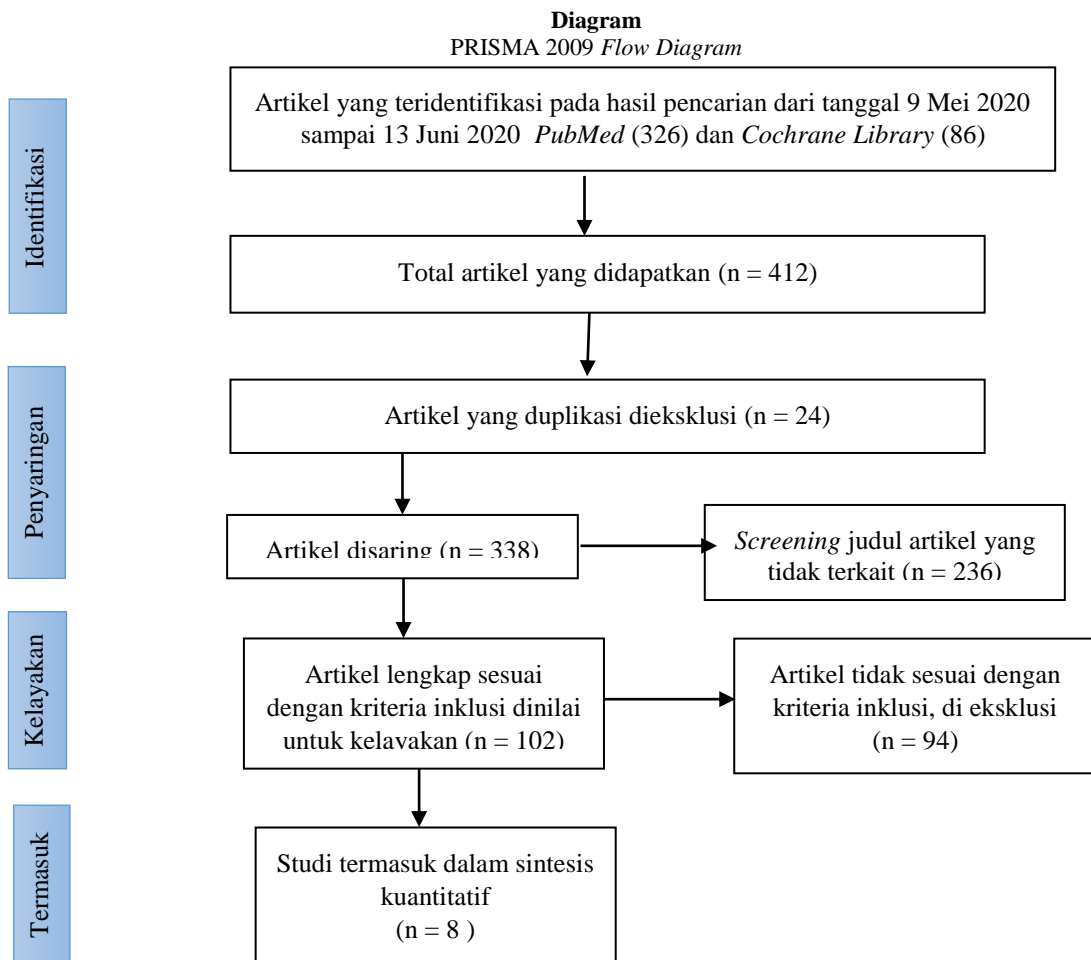 Diagram
PRISMA 2009 Flow Diagram
Identifikasi
Artikel yang teridentifikasi pada hasil pencarian dari tanggal 9 Mei 2020
sampai 13 Juni 2020 PubMed (326) dan Cochrane Library (86)
Total artikel yang didapatkan (n = 412)
Penyaringan
Artikel yang duplikasi dieksklusi (n = 24)
Artikel disaring (n = 338)
Screening judul artikel yang
tidak terkait (n = 236)
Kelayakan
Artikel lengkap sesuai
dengan kriteria inklusi dinilai
untuk kelayakan (n = 102)
Artikel tidak sesuai dengan
kriteria inklusi, di eksklusi
(n = 94)
Termasuk
Studi termasuk dalam sintesis
kuantitatif
(n = 8 )